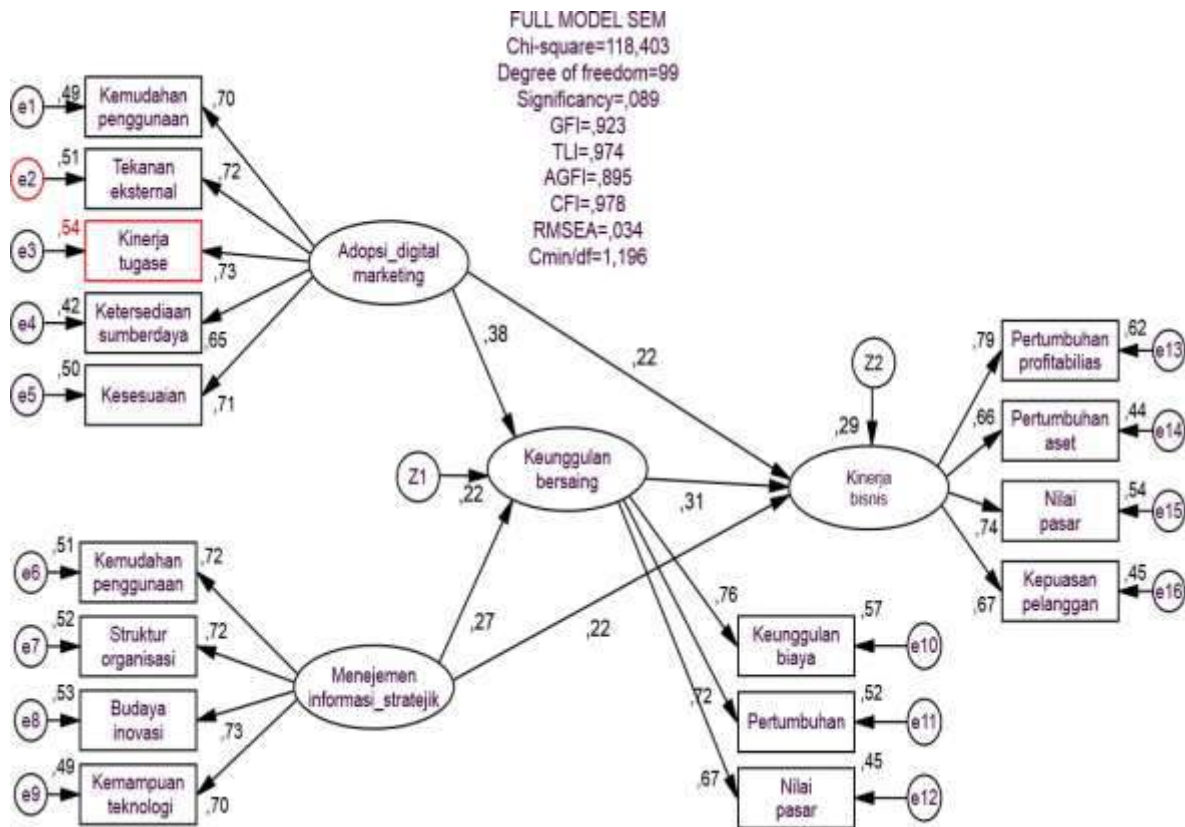 FULL MODEL SEM
Chi-square=118,403
Degree of freedom=99
Significancy=,089
GFI=,923
TLI=,974
AGFI=,895
CFI=,978
RMSEA=,034
Cmin/df=1,196
e1
,49
Kemudahan
penggunaan
,70
e2
,51
Tekanan
eksternal
,72
e3
,54
Kinerja
tugase
,73
e4
,42
Ketersediaan
sumberdaya
,65
e5
,50
Kesesuaian
,71
Adopsi_digital
marketing
,38
,22
Z1
,22
Keunggulan
bersaing
,31
Z2
,29
Kinerja
bisnis
,79
Pertumbuhan
profitabilias
,62
e13
,66
Pertumbuhan
aset
,44
e14
,74
Nilai
pasar
,54
e15
,67
Kepuasan
pelanggan
,45
e16
e6
,51
Kemudahan
penggunaan
,72
e7
,52
Struktur
organisasi
,72
e8
,53
Budaya
inovasi
,73
e9
,49
Kemampuan
teknologi
,70
Menejemen
informasi_stratejik
,27
,22
,76
Keunggulan
biaya
,57
e10
,72
Pertumbuhan
,52
e11
,67
Nilai
pasar
,45
e12